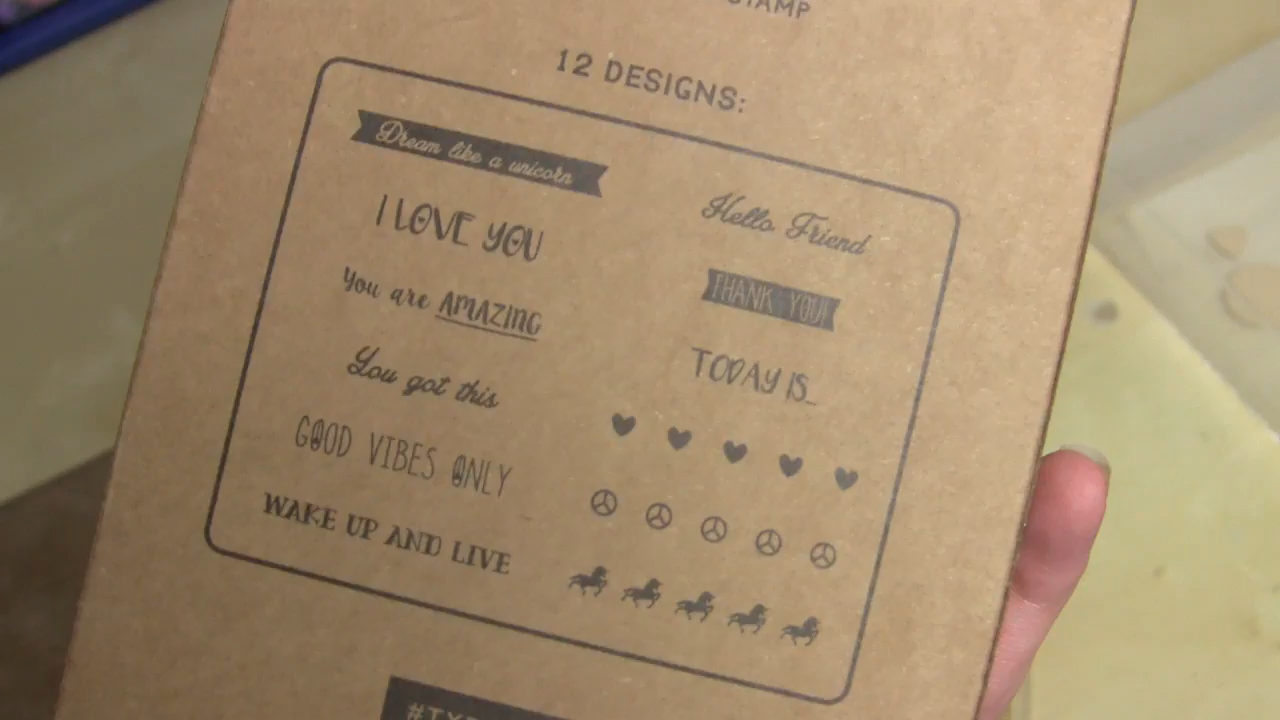 STAMP
12 DESIGNS:
Dream like a unicorn
I LOVE YOU
You are AMAZING
You got this
GOOD VIBES ONLY
WAKE UP AND LIVE
Hello Friend
THANK YOU!
TODAY IS...